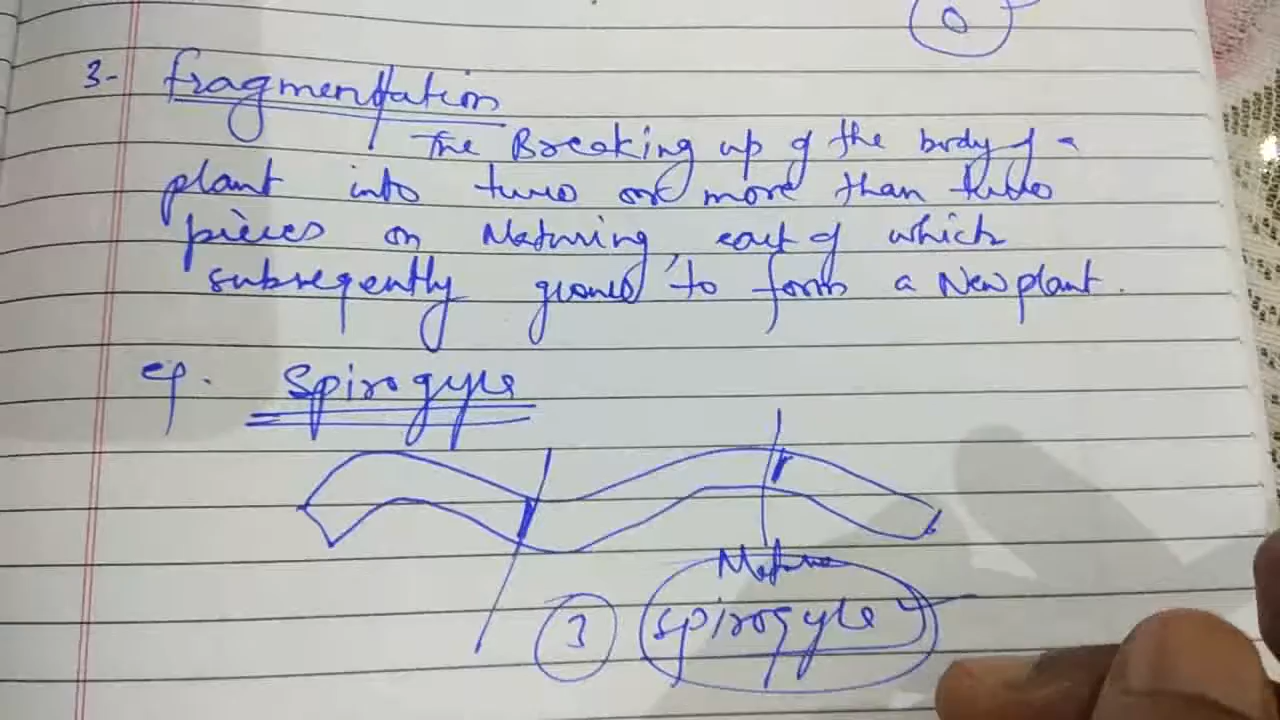 3- fragmentation
The Breaking up of the body of a
plant into two or more than two
pieces on Maturing, each of which
subseqently grows to form a New plant.
eg. Spirogyra
Mature
3 Spirogyra